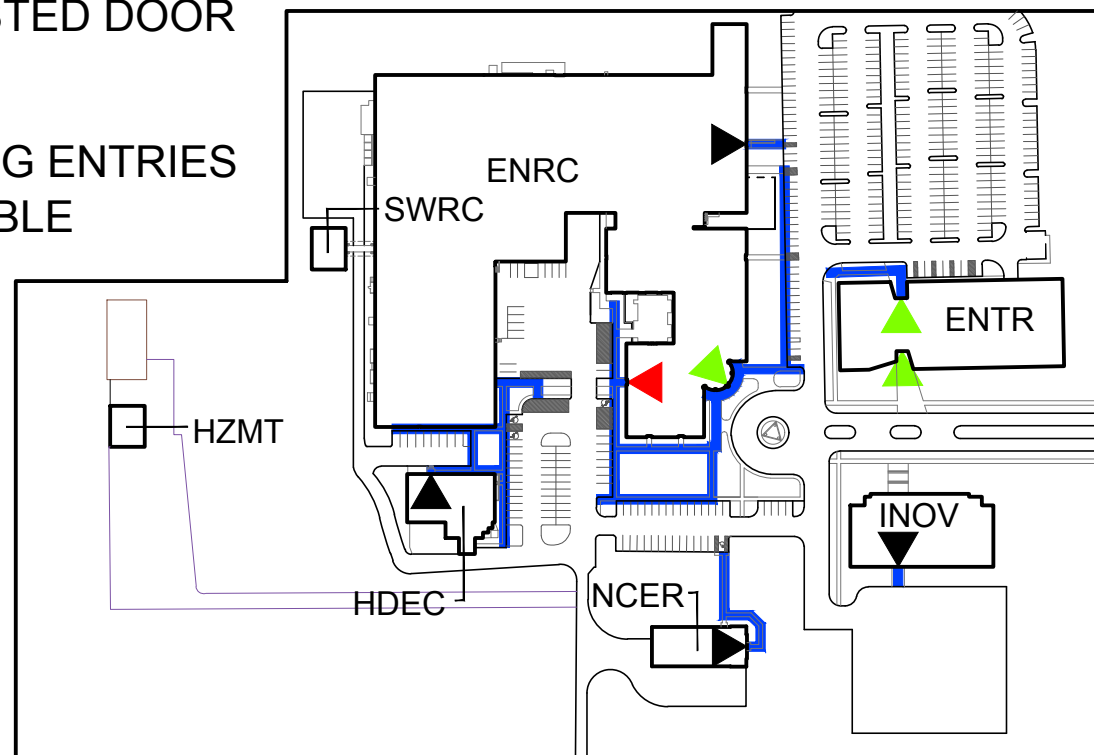 STED DOOR
G ENTRIES
BLE
ENRC
SWRC
ENTR
HZMT
INOV
HDEC
NCER